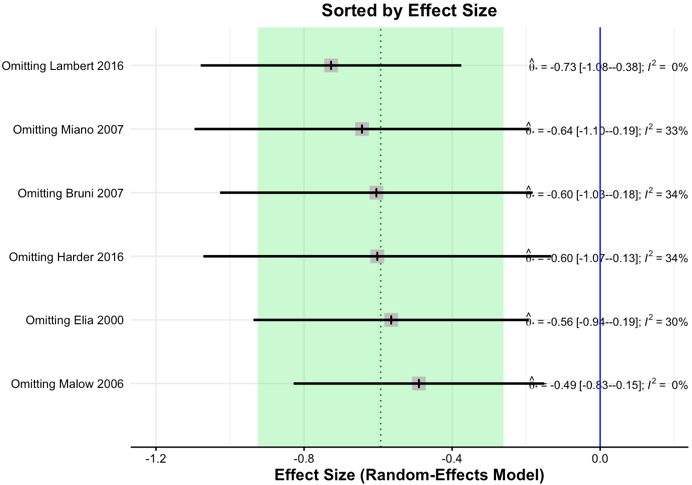 Sorted by Effect Size
Omitting Lambert 2016 θ̂* = -0.73 [-1.08--0.38]; I² = 0%
Omitting Miano 2007 θ̂* = -0.64 [-1.10--0.19]; I² = 33%
Omitting Bruni 2007 θ̂* = -0.60 [-1.03--0.18]; I² = 34%
Omitting Harder 2016 θ̂* = -0.60 [-1.07--0.13]; I² = 34%
Omitting Elia 2000 θ̂* = -0.56 [-0.94--0.19]; I² = 30%
Omitting Malow 2006 θ̂* = -0.49 [-0.83--0.15]; I² = 0%
-1.2 -0.8 -0.4 0.0
Effect Size (Random-Effects Model)